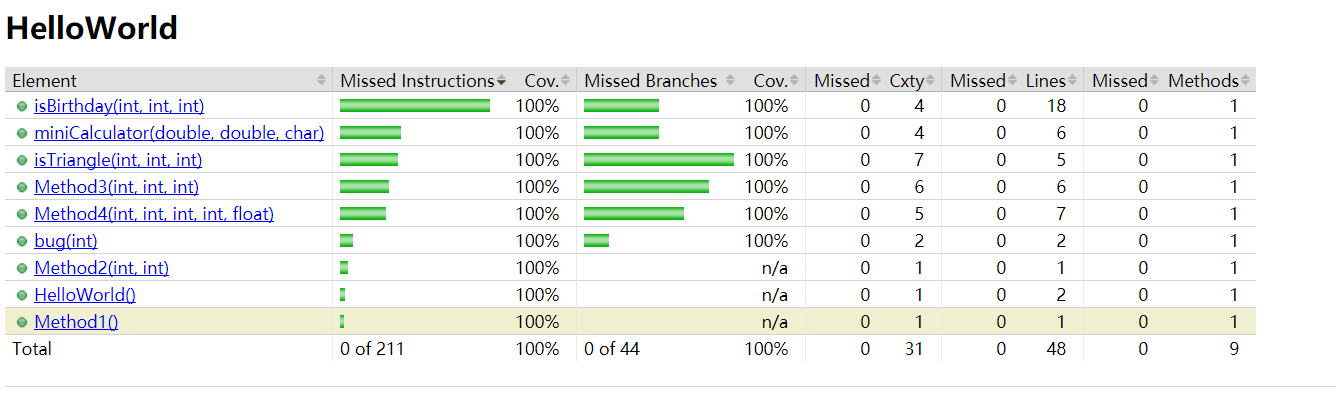 HelloWorld
Element Missed Instructions Cov. Missed Branches Cov. Missed Cxty Missed Lines Missed Methods
isBirthday(int, int, int) 100% 100% 0 4 0 18 0 1
miniCalculator(double, double, char) 100% 100% 0 4 0 6 0 1
isTriangle(int, int, int) 100% 100% 0 7 0 5 0 1
Method3(int, int, int) 100% 100% 0 6 0 6 0 1
Method4(int, int, int, int, float) 100% 100% 0 5 0 7 0 1
bug(int) 100% 100% 0 2 0 2 0 1
Method2(int, int) 100% n/a 0 1 0 1 0 1
HelloWorld() 100% n/a 0 1 0 2 0 1
Method1() 100% n/a 0 1 0 1 0 1
Total 0 of 211 100% 0 of 44 100% 0 31 0 48 0 9